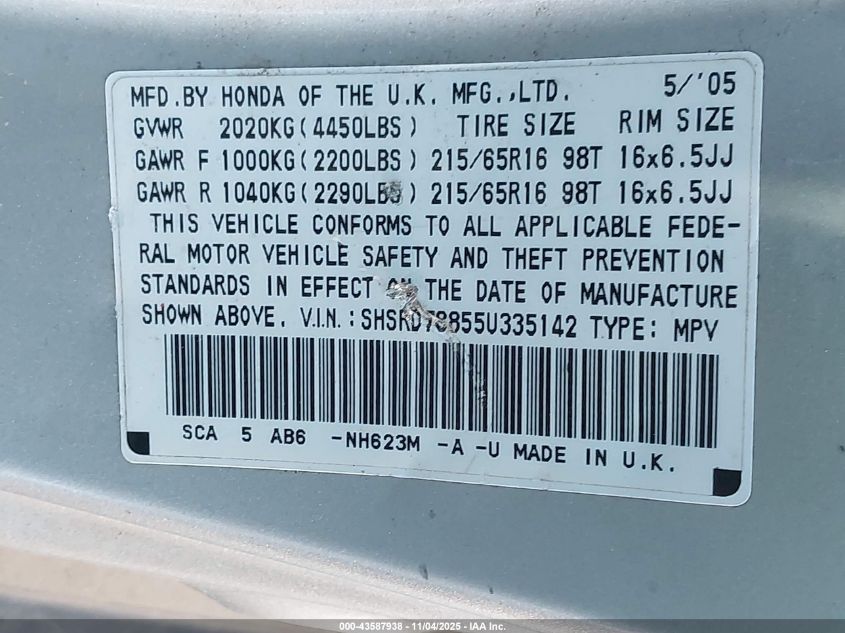 MFD.BY HONDA OF THE U.K. MFG.,LTD. 5/'05
GVWR 2020KG(4450LBS) TIRE SIZE RIM SIZE
GAWR F 1000KG(2200LBS) 215/65R16 98T 16x6.5JJ
GAWR R 1040KG(2290LBS) 215/65R16 98T 16x6.5JJ
THIS VEHICLE CONFORMS TO ALL APPLICABLE FEDE-
RAL MOTOR VEHICLE SAFETY AND THEFT PREVENTION
STANDARDS IN EFFECT ON THE DATE OF MANUFACTURE
SHOWN ABOVE. V.I.N.: SHSRD78855U335142 TYPE: MPV
SCA 5 AB6 -NH623M -A -U MADE IN U.K.
000-43587938 - 11/04/2025 - IAA Inc.